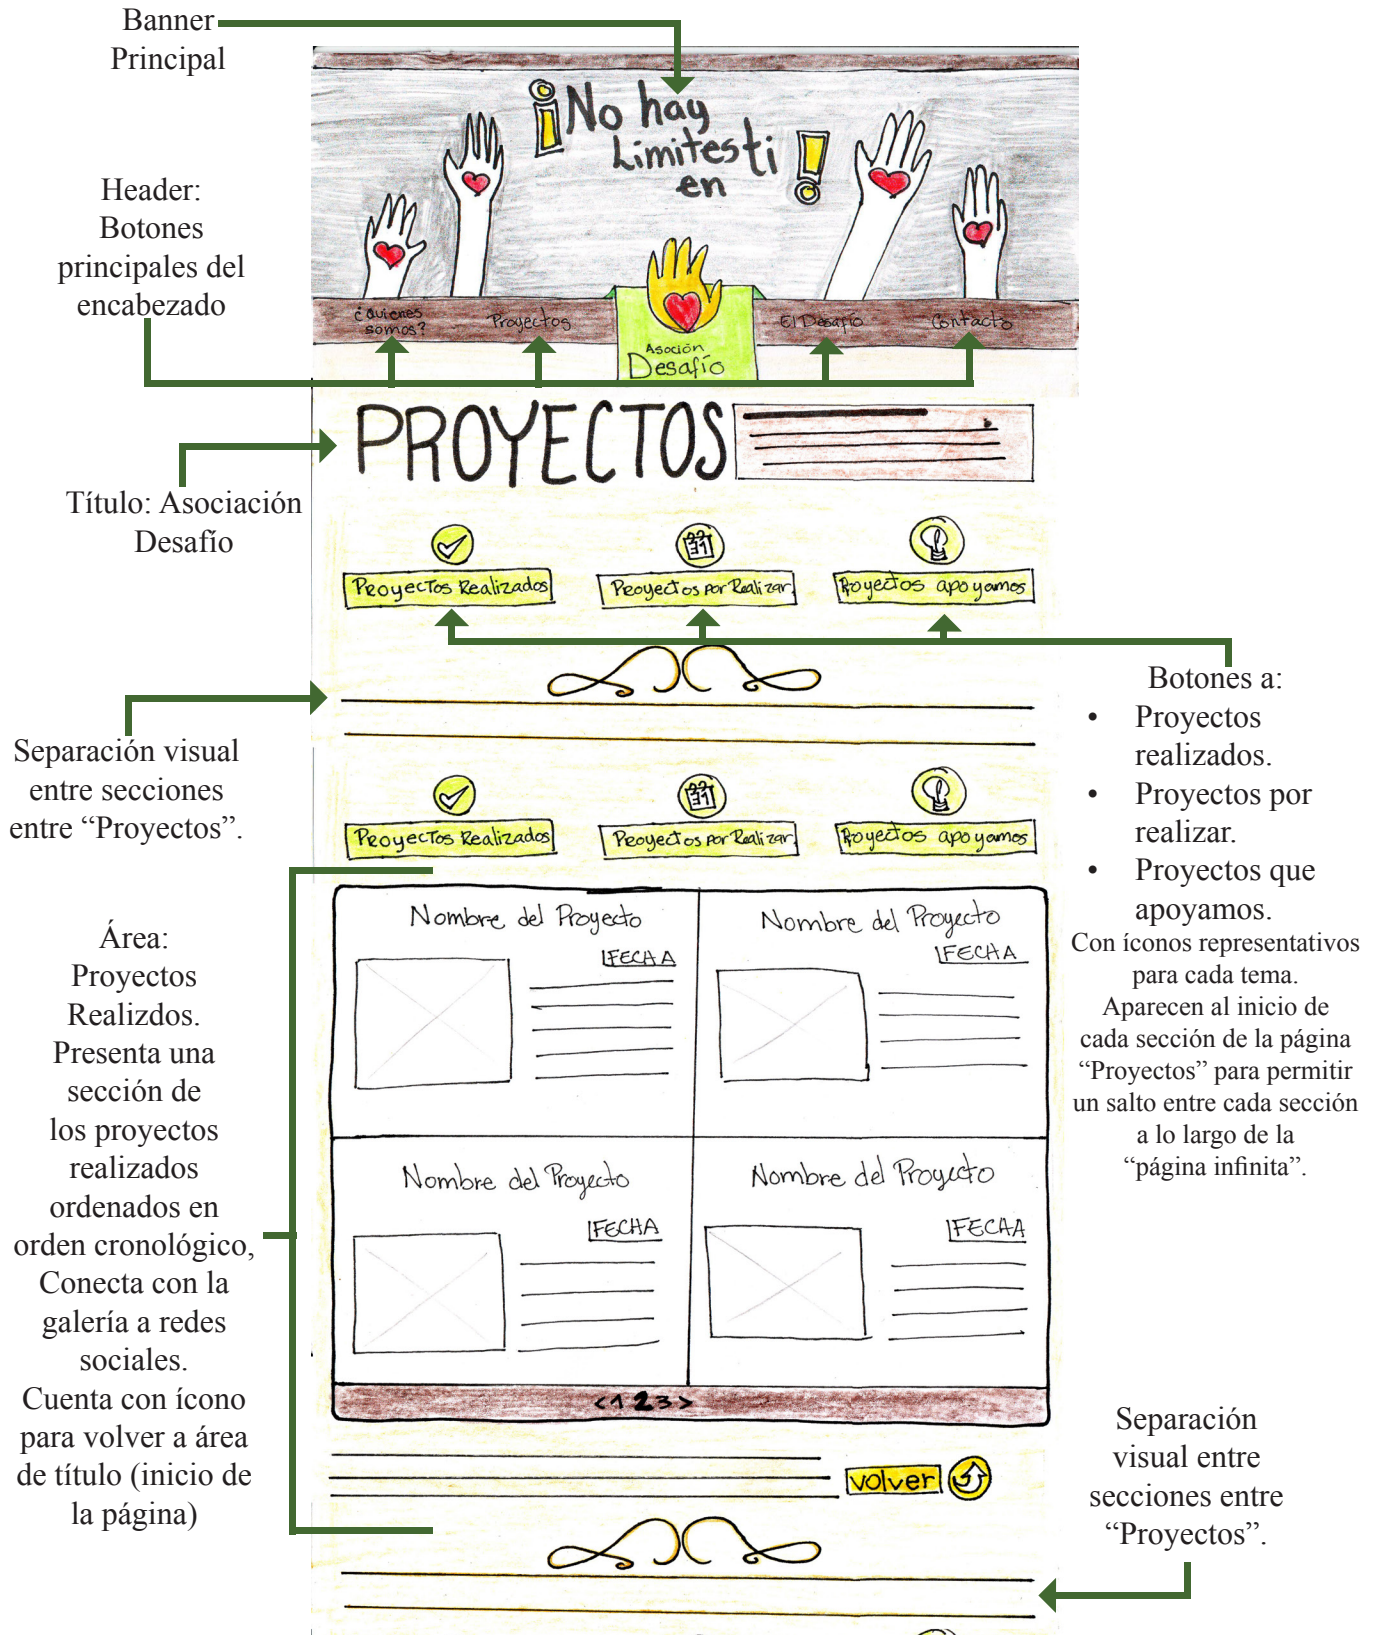 Banner
Principal
¡No hay
Limites
en ti!
Header:
Botones
principales del
encabezado
¿Quienes
somos?
Proyectos
Asoción
Desafío
El Desafío
Contacto
PROYECTOS
Título: Asociación
Desafío
Proyectos Realizados
Proyectos por Realizar
Proyectos apoyamos
Separación visual
entre secciones
entre “Proyectos”.
Botones a:
• Proyectos
realizados.
• Proyectos por
realizar.
• Proyectos que
apoyamos.
Con íconos representativos
para cada tema.
Aparecen al inicio de
cada sección de la página
“Proyectos” para permitir
un salto entre cada sección
a lo largo de la
“página infinita”.
31
31
Proyectos Realizados
Proyectos por Realizar
Proyectos apoyamos
Área:
Proyectos
Realizdos.
Presenta una
sección de
los proyectos
realizados
ordenados en
orden cronológico,
Conecta con la
galería a redes
sociales.
Cuenta con ícono
para volver a área
de título (inicio de
la página)
Nombre del Proyecto
FECHA
Nombre del Proyecto
FECHA
Nombre del Proyecto
FECHA
Nombre del Proyecto
FECHA
<123>
volver
Separación
visual entre
secciones entre
“Proyectos”.